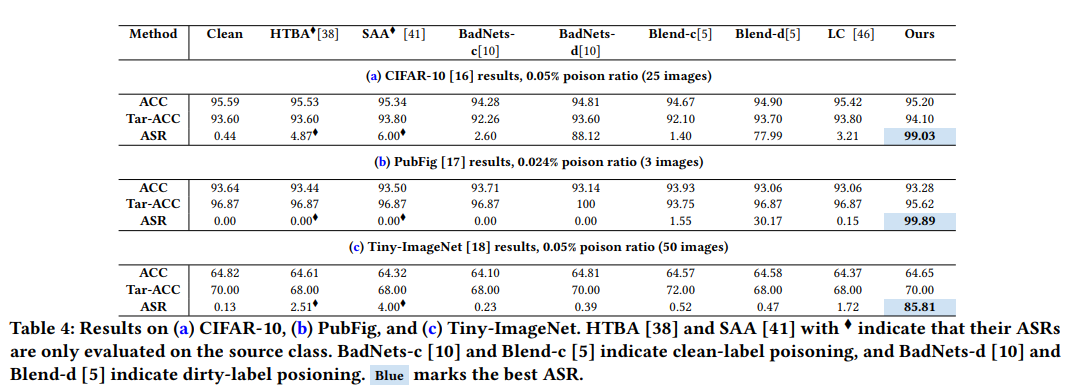 Method Clean HTBA♦[38] SAA♦ [41] BadNets-c[10] BadNets-d[10] Blend-c[5] Blend-d[5] LC [46] Ours
(a) CIFAR-10 [16] results, 0.05% poison ratio (25 images)
ACC 95.59 95.53 95.34 94.28 94.81 94.67 94.90 95.42 95.20
Tar-ACC 93.60 93.60 93.80 92.26 93.60 92.10 93.70 93.80 94.10
ASR 0.44 4.87♦ 6.00♦ 2.60 88.12 1.40 77.99 3.21 99.03
(b) PubFig [17] results, 0.024% poison ratio (3 images)
ACC 93.64 93.44 93.50 93.71 93.14 93.93 93.06 93.06 93.28
Tar-ACC 96.87 96.87 96.87 96.87 100 93.75 96.87 96.87 95.62
ASR 0.00 0.00♦ 0.00♦ 0.00 0.00 1.55 30.17 0.15 99.89
(c) Tiny-ImageNet [18] results, 0.05% poison ratio (50 images)
ACC 64.82 64.61 64.32 64.10 64.81 64.57 64.58 64.37 64.65
Tar-ACC 70.00 68.00 68.00 68.00 70.00 72.00 68.00 68.00 70.00
ASR 0.13 2.51♦ 4.00♦ 0.23 0.39 0.52 0.47 1.72 85.81
Table 4: Results on (a) CIFAR-10, (b) PubFig, and (c) Tiny-ImageNet. HTBA [38] and SAA [41] with ♦ indicate that their ASRs
are only evaluated on the source class. BadNets-c [10] and Blend-c [5] indicate clean-label poisoning, and BadNets-d [10] and
Blend-d [5] indicate dirty-label posioning. Blue marks the best ASR.